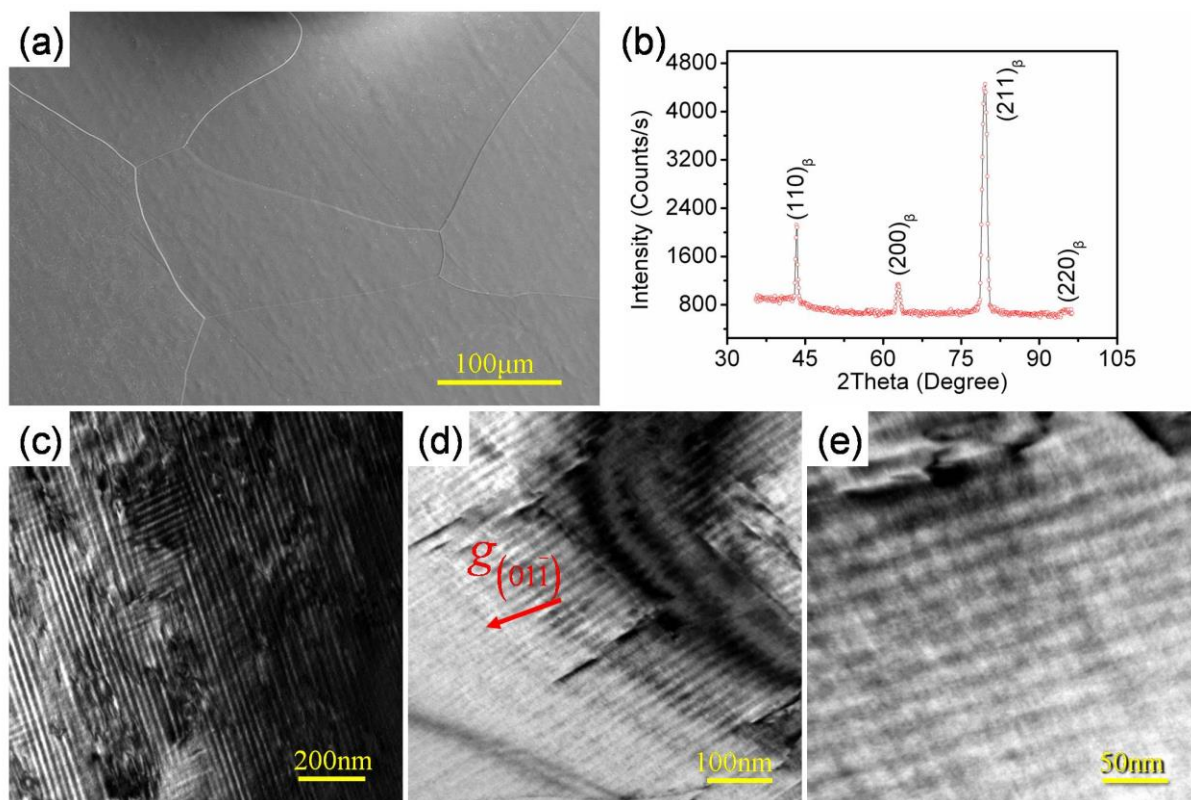 (a)
100μm
(b)
4800
4000
3200
2400
1600
800
Intensity (Counts/s)
(110)β
(200)β
(211)β
(220)β
30 45 60 75 90 105
2Theta (Degree)
(c)
200nm
(d)
g(011̄)
100nm
(e)
50nm